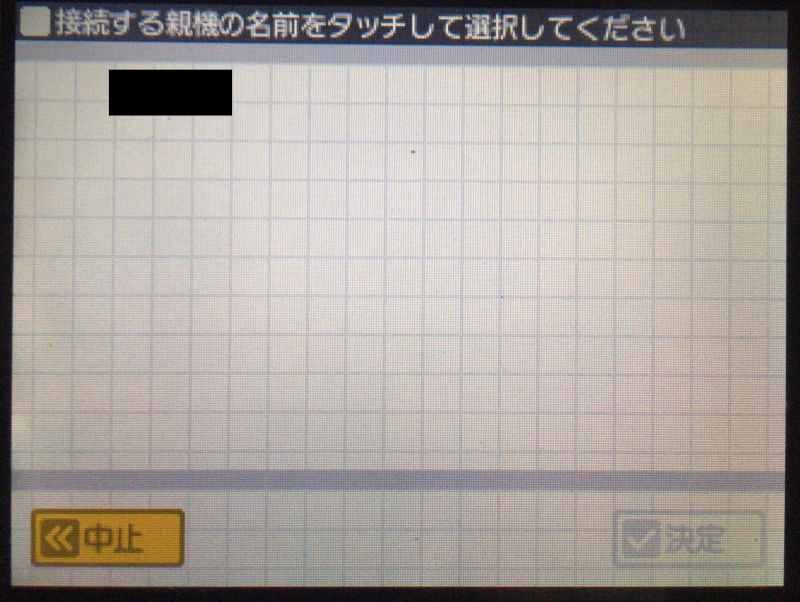 接続する親機の名前をタッチして選択してください
中止
決定